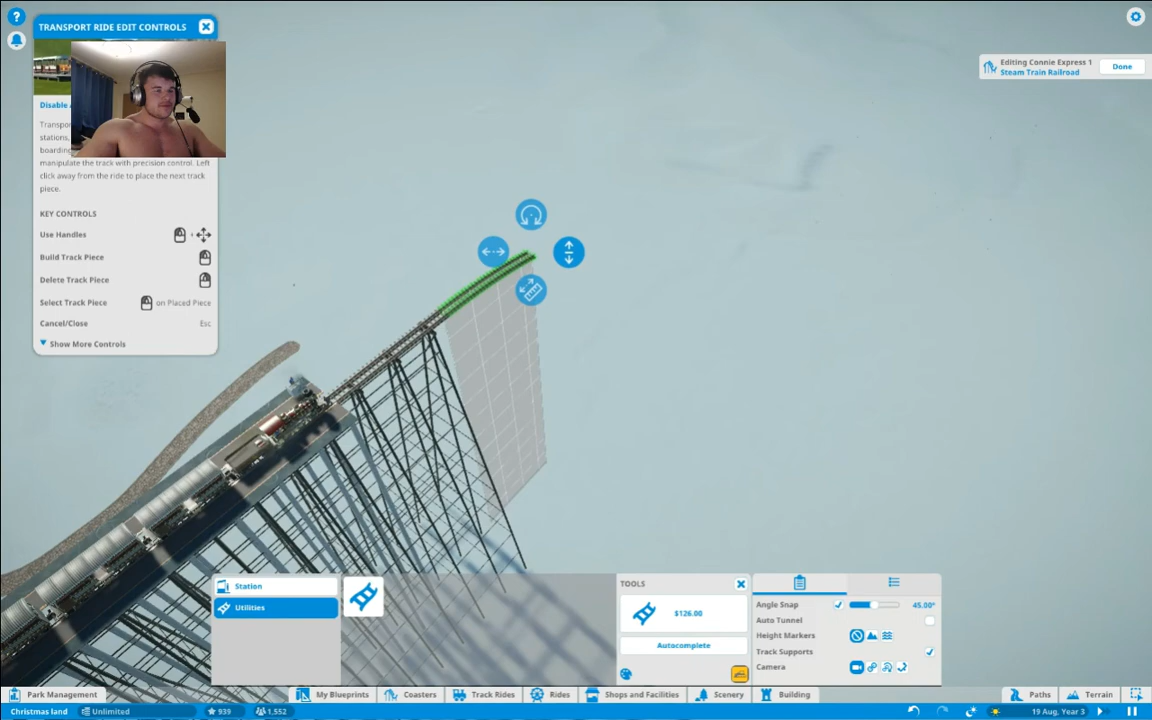 ?
TRANSPORT RIDE EDIT CONTROLS
Disable
stations,
boarding
manipulate the track with precision control. Left
click away from the ride to place the next track
piece.
KEY CONTROLS
Use Handles
+
Build Track Piece
Delete Track Piece
Select Track Piece
on Placed Piece
Cancel/Close
Esc
Show More Controls
Editing Connie Express 1
Steam Train Railroad
Done
Station
Utilities
TOOLS
$126.00
Autocomplete
Angle Snap
45.00°
Auto Tunnel
Height Markers
Track Supports
Camera
Park Management
My Blueprints
Coasters
Track Rides
Rides
Shops and Facilities
Scenery
Building
Paths
Terrain
Christmas land
Unlimited
939
1,552
19 Aug, Year 3